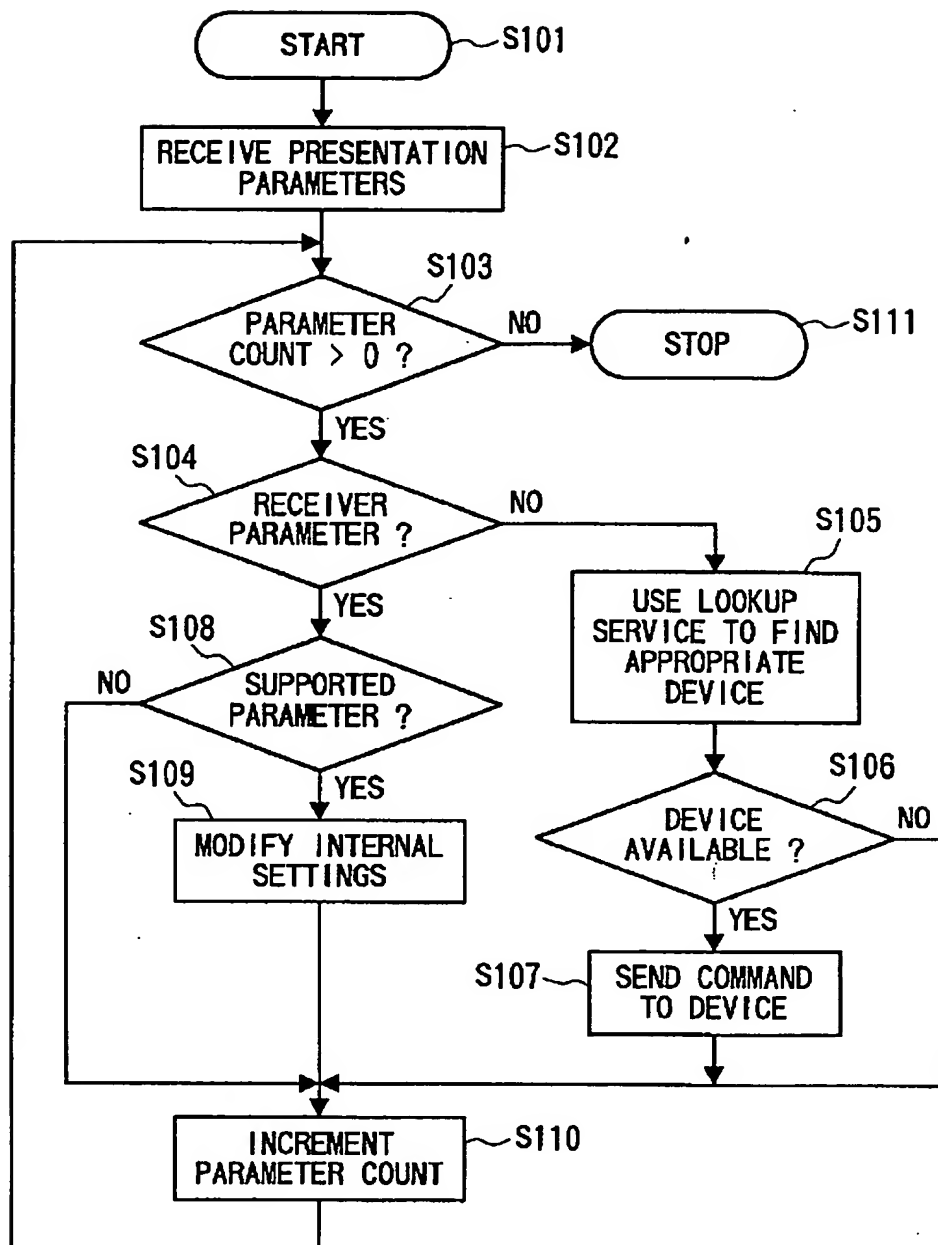 START
S101
RECEIVE PRESENTATION
PARAMETERS
S102
S103
PARAMETER
COUNT > 0 ?
NO
STOP
S111
YES
S104
RECEIVER
PARAMETER ?
NO
S105
USE LOOKUP
SERVICE TO FIND
APPROPRIATE
DEVICE
YES
S108
NO
SUPPORTED
PARAMETER ?
S106
DEVICE
AVAILABLE ?
NO
YES
S109
MODIFY INTERNAL
SETTINGS
YES
S107
SEND COMMAND
TO DEVICE
INCREMENT
PARAMETER COUNT
S110